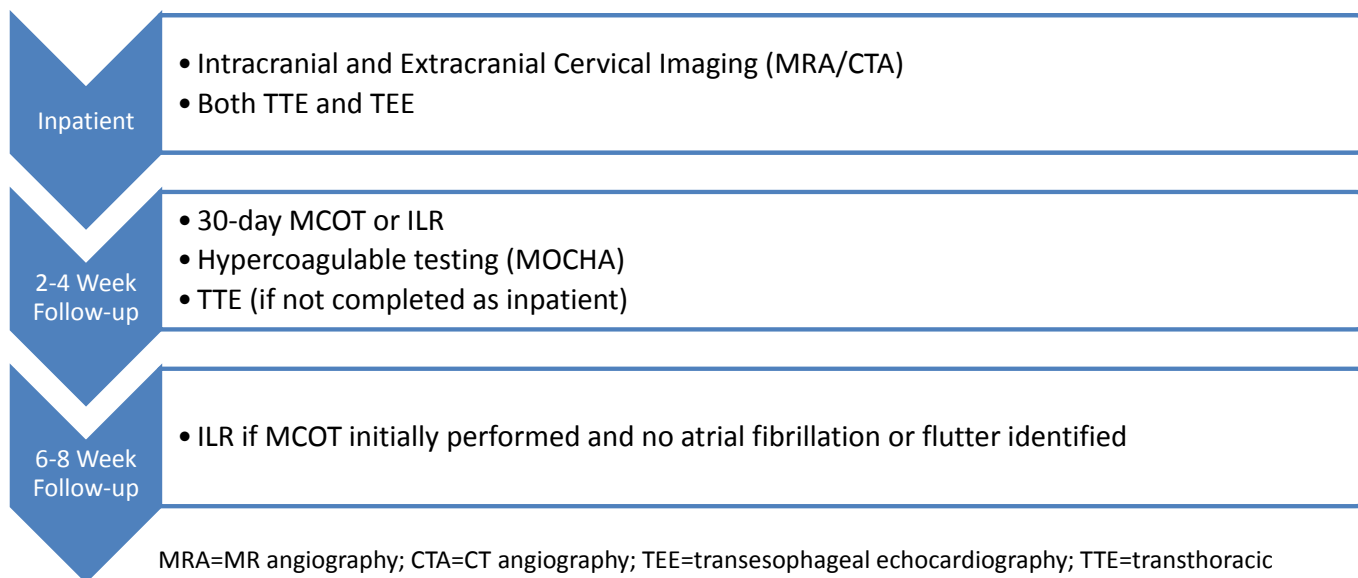 Inpatient
• Intracranial and Extracranial Cervical Imaging (MRA/CTA)
• Both TTE and TEE
2-4 Week
Follow-up
• 30-day MCOT or ILR
• Hypercoagulable testing (MOCHA)
• TTE (if not completed as inpatient)
6-8 Week
Follow-up
• ILR if MCOT initially performed and no atrial fibrillation or flutter identified
MRA=MR angiography; CTA=CT angiography; TEE=transesophageal echocardiography; TTE=transthoracic